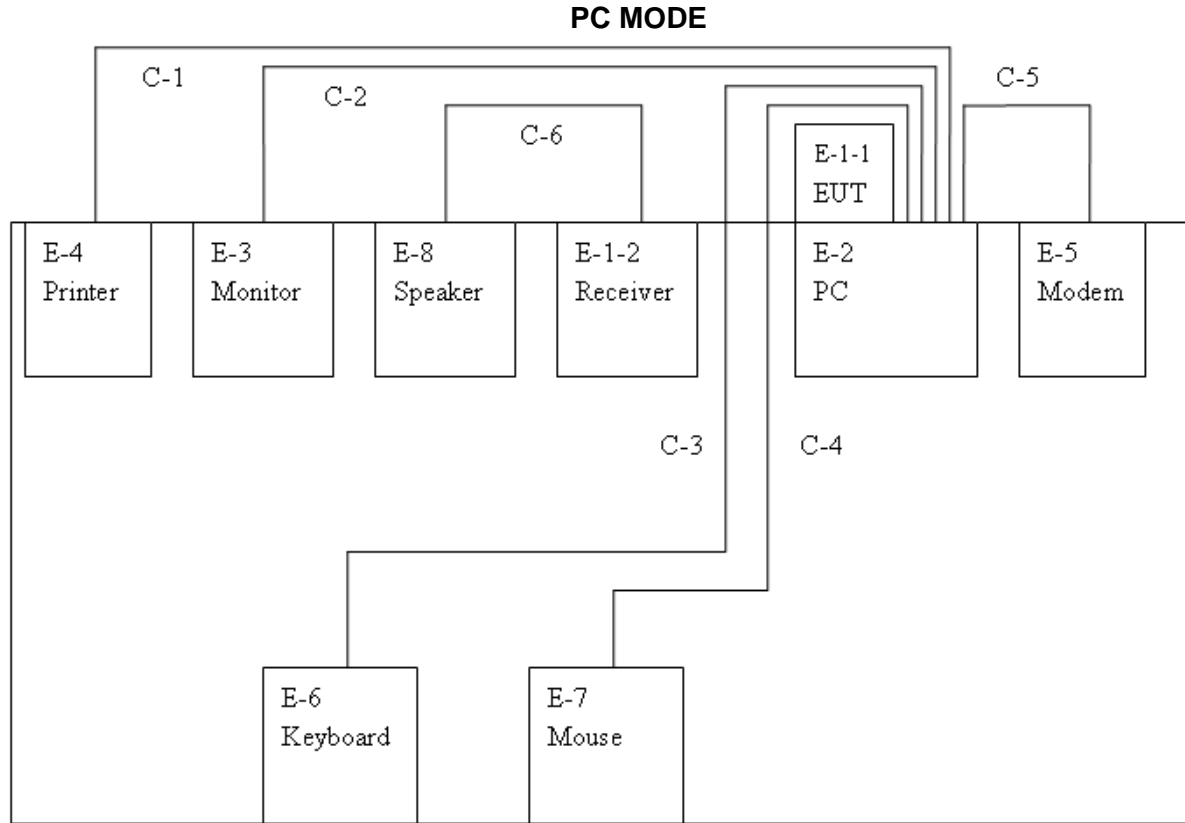 PC MODE
C-1
C-2
C-6
C-5
E-1-1
EUT
E-4
Printer
E-3
Monitor
E-8
Speaker
E-1-2
Receiver
E-2
PC
E-5
Modem
C-3
C-4
E-6
Keyboard
E-7
Mouse